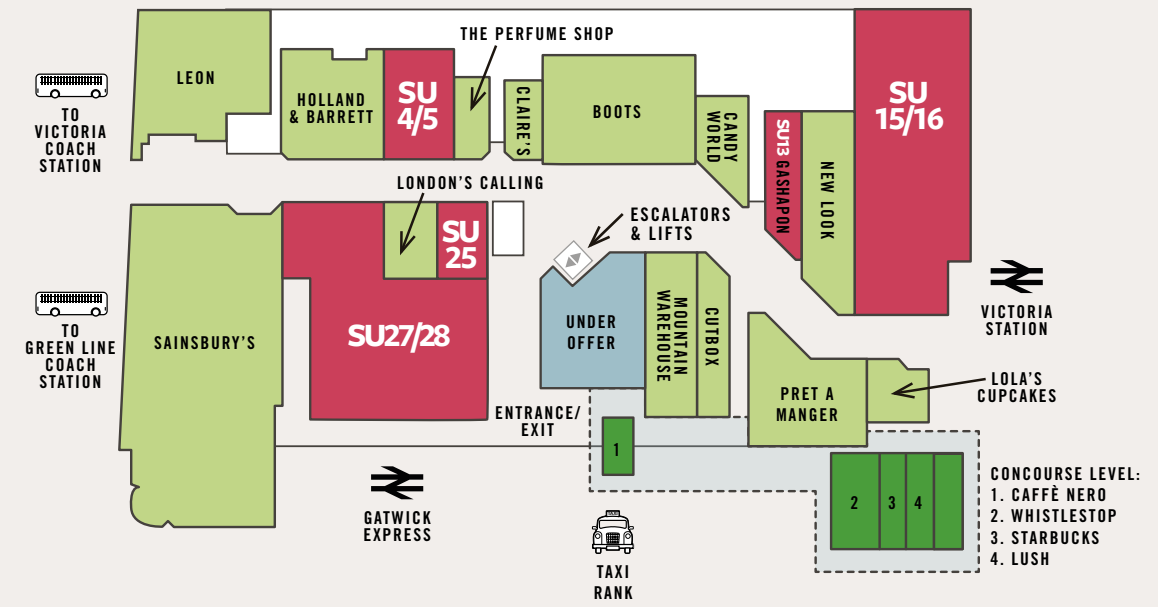 THE PERFUME SHOP
LEON
HOLLAND
& BARRETT
SU
4/5
CLAIRE'S
BOOTS
CANDY
WORLD
SU13 GASHAPON
NEW LOOK
SU
15/16
TO
VICTORIA
COACH
STATION
LONDON'S CALLING
SU
25
ESCALATORS
& LIFTS
TO
GREEN LINE
COACH
STATION
SAINSBURY'S
SU27/28
UNDER
OFFER
MOUNTAIN
WAREHOUSE
CUTBOX
VICTORIA
STATION
PRET A
MANGER
LOLA'S
CUPCAKES
ENTRANCE/
EXIT
1
GATWICK
EXPRESS
TAXI
TAXI
RANK
2
3
4
CONCOURSE LEVEL:
1. CAFFÈ NERO
2. WHISTLESTOP
3. STARBUCKS
4. LUSH